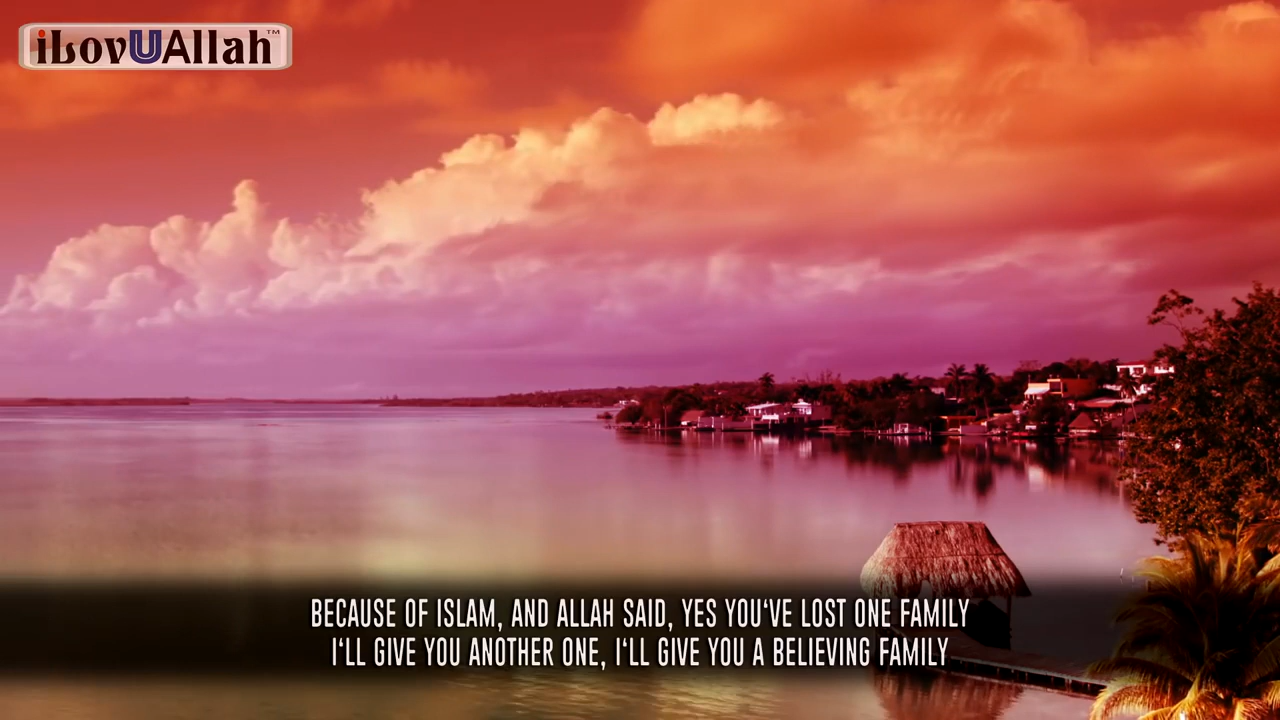 iLovUAllah™
BECAUSE OF ISLAM, AND ALLAH SAID, YES YOU'VE LOST ONE FAMILY
I'LL GIVE YOU ANOTHER ONE, I'LL GIVE YOU A BELIEVING FAMILY